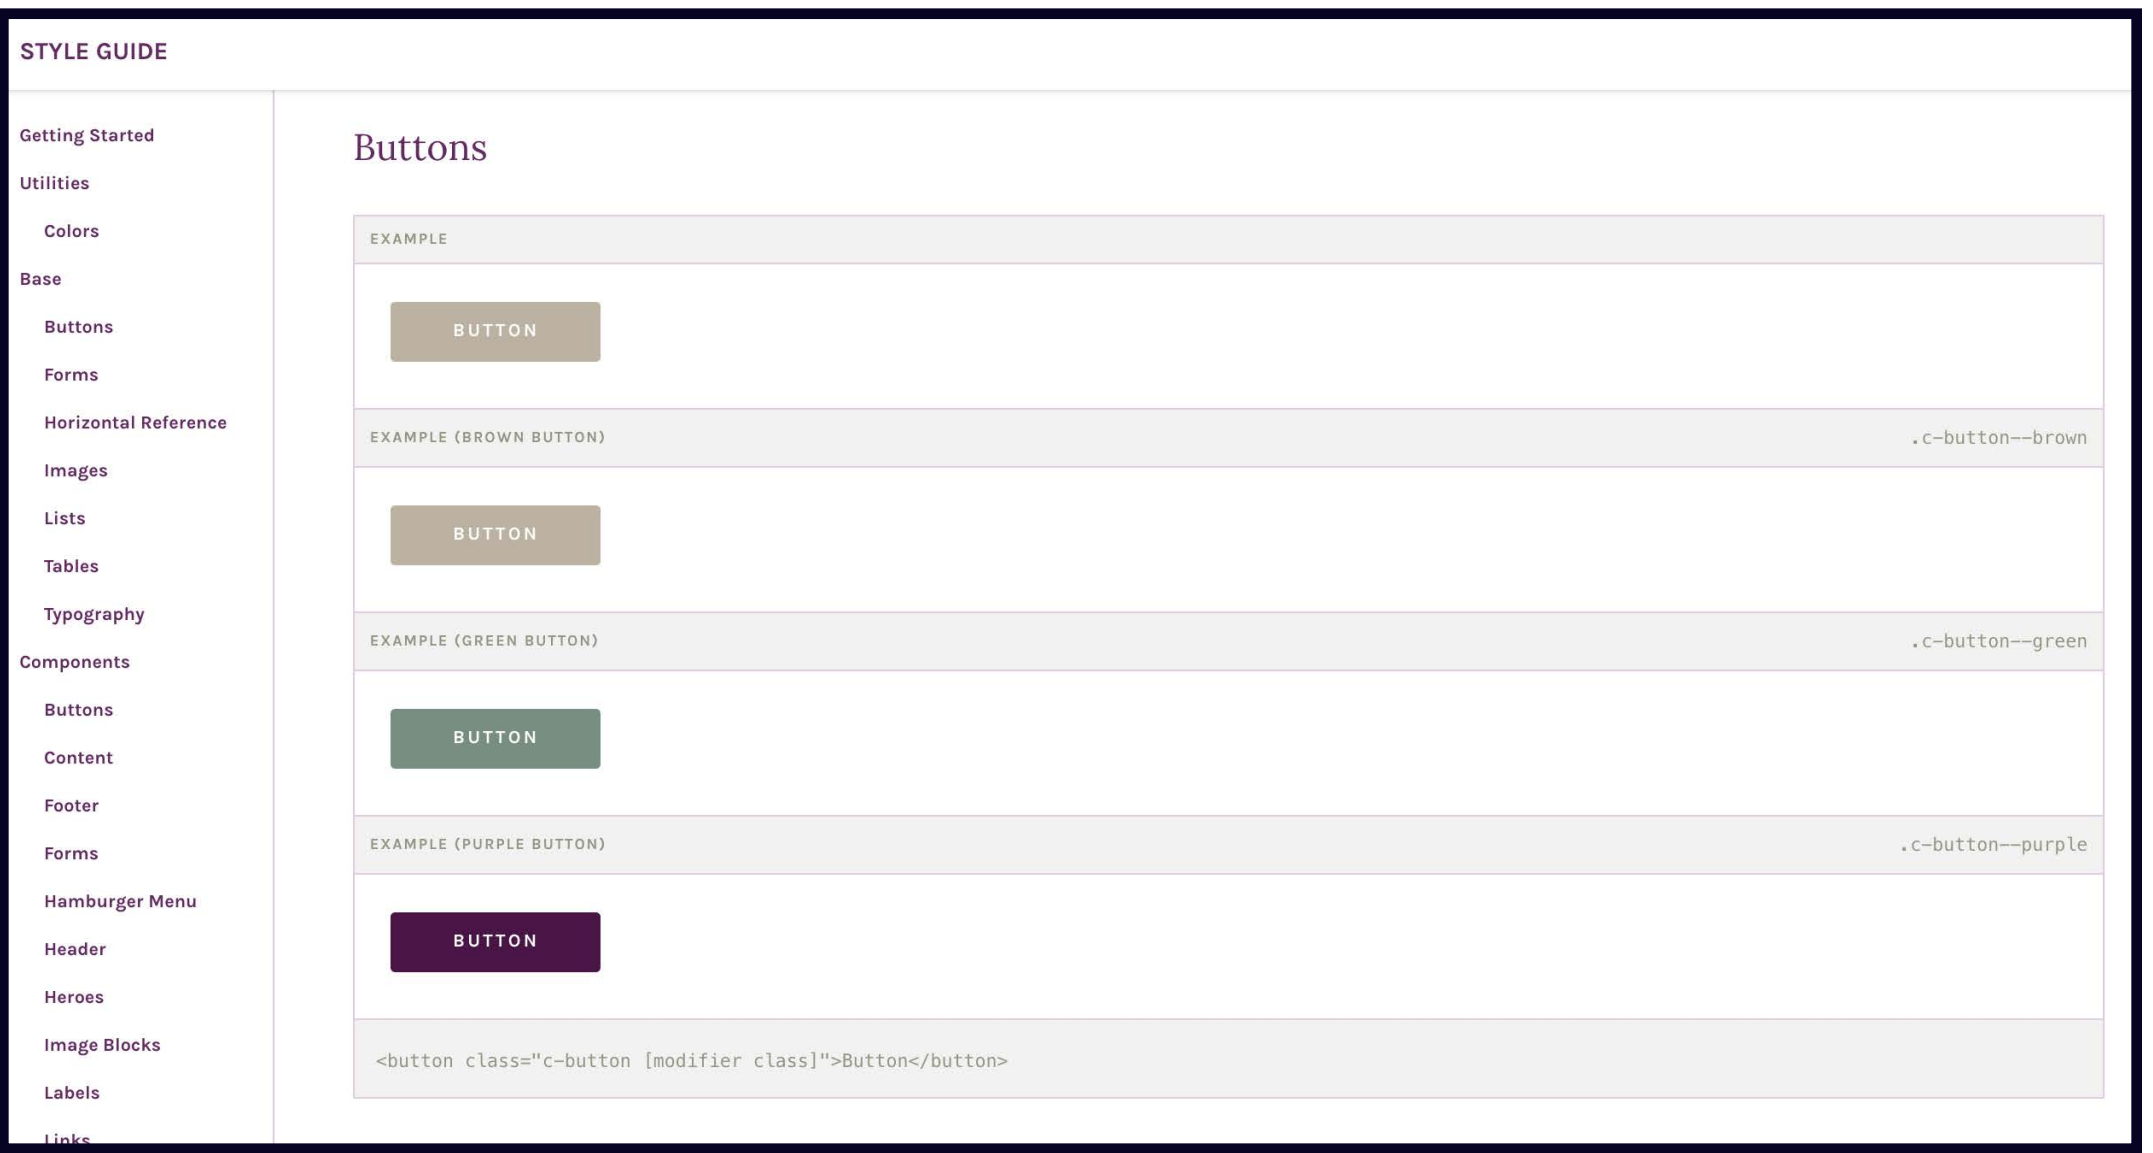 STYLE GUIDE
Getting Started
Utilities
Colors
Base
Buttons
Forms
Horizontal Reference
Images
Lists
Tables
Typography
Components
Buttons
Content
Footer
Forms
Hamburger Menu
Header
Heroes
Image Blocks
Labels
Links
Buttons
EXAMPLE
BUTTON
EXAMPLE (BROWN BUTTON) .c-button--brown
BUTTON
EXAMPLE (GREEN BUTTON) .c-button--green
BUTTON
EXAMPLE (PURPLE BUTTON) .c-button--purple
BUTTON
<button class="c-button [modifier class]">Button</button>